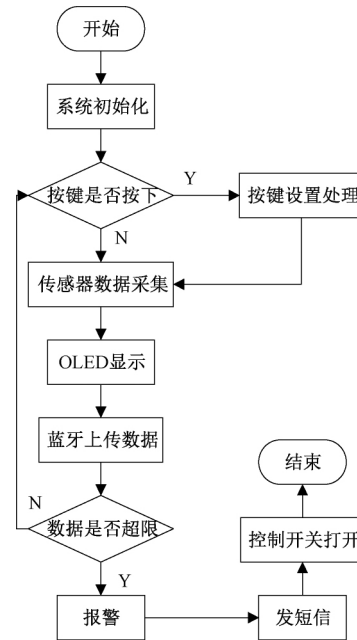 开始
系统初始化
按键是否按下
Y
按键设置处理
N
传感器数据采集
OLED显示
蓝牙上传数据
N
数据是否超限
Y
报警
发短信
控制开关打开
结束